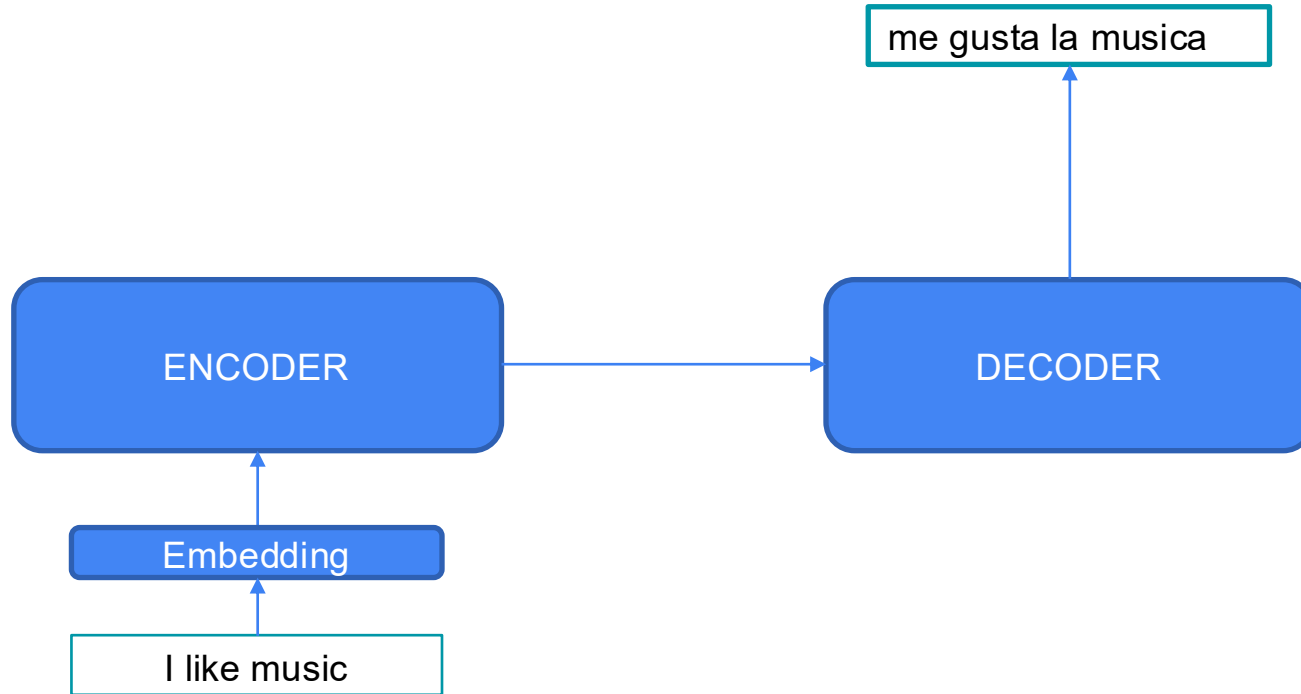 me gusta la musica
ENCODER
DECODER
Embedding
I like music